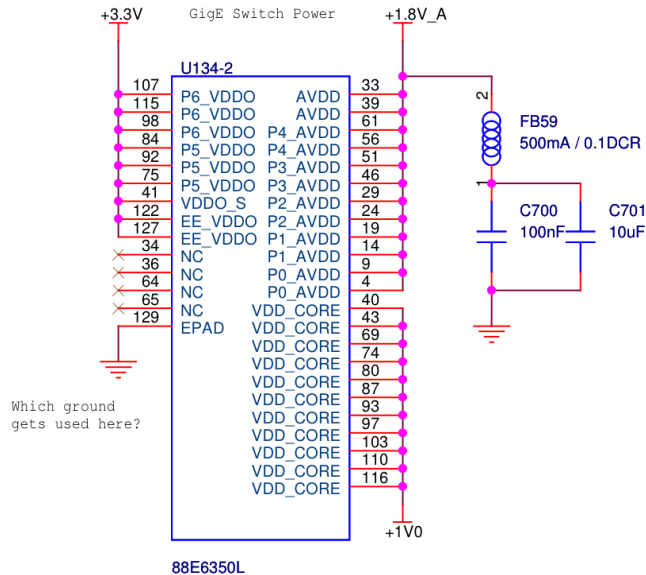 +3.3V GigE Switch Power +1.8V_A
U134-2
107 P6_VDDO AVDD 33
115 P6_VDDO AVDD 39
98 P6_VDDO P4_AVDD 61
84 P5_VDDO P4_AVDD 56
92 P5_VDDO P3_AVDD 51
75 P5_VDDO P3_AVDD 46
41 VDDO_S P2_AVDD 29
122 EE_VDDO P2_AVDD 24
127 EE_VDDO P1_AVDD 19
34 NC P1_AVDD 14
36 NC P0_AVDD 9
64 NC P0_AVDD 4
65 NC VDD_CORE 40
129 EPAD VDD_CORE 43
VDD_CORE 69
VDD_CORE 74
VDD_CORE 80
VDD_CORE 87
VDD_CORE 93
VDD_CORE 97
VDD_CORE 103
VDD_CORE 110
VDD_CORE 116
2
FB59
500mA / 0.1DCR
1
C700
100nF
C701
10uF
Which ground
gets used here?
+1V0
88E6350L